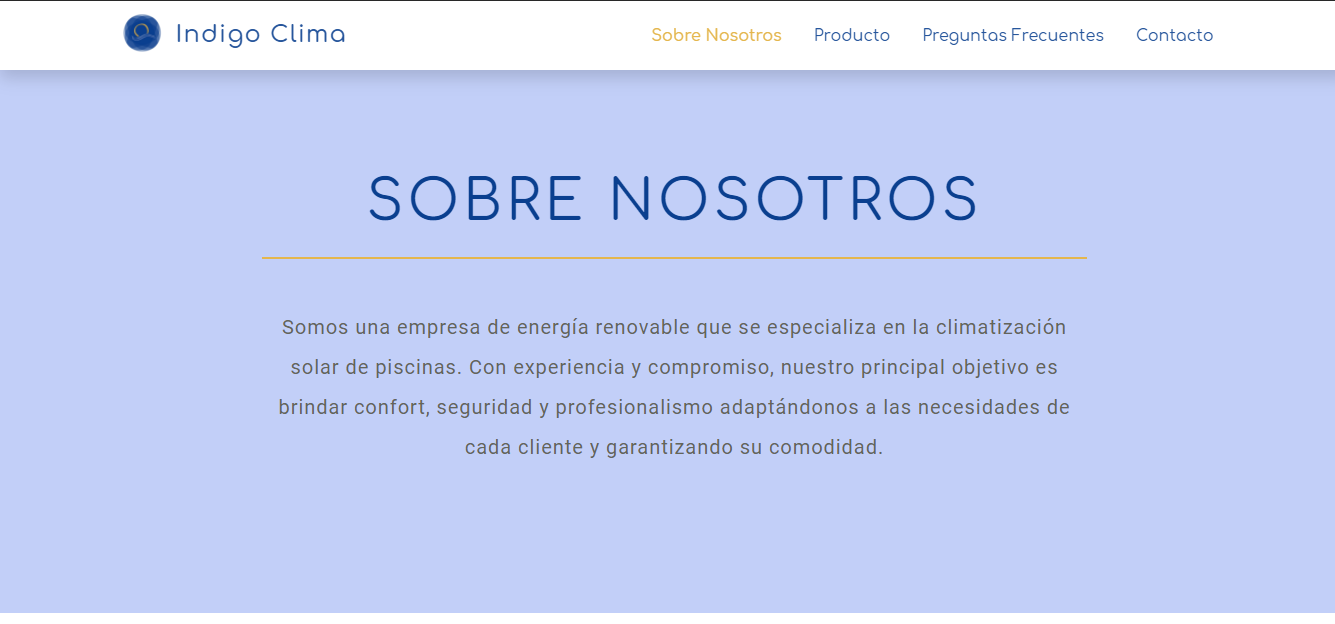 Indigo Clima
Sobre Nosotros Producto Preguntas Frecuentes Contacto
SOBRE NOSOTROS
Somos una empresa de energía renovable que se especializa en la climatización
solar de piscinas. Con experiencia y compromiso, nuestro principal objetivo es
brindar confort, seguridad y profesionalismo adaptándonos a las necesidades de
cada cliente y garantizando su comodidad.